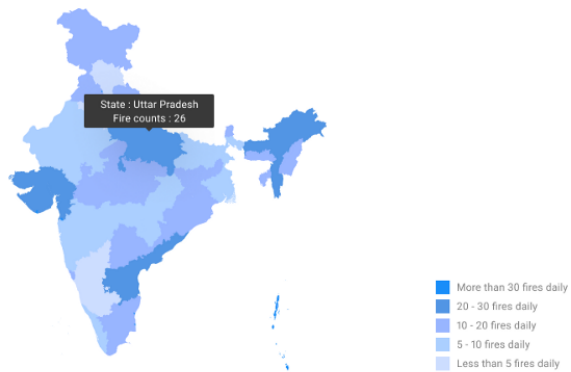 State : Uttar Pradesh
Fire counts : 26
More than 30 fires daily
20 - 30 fires daily
10 - 20 fires daily
5 - 10 fires daily
Less than 5 fires daily